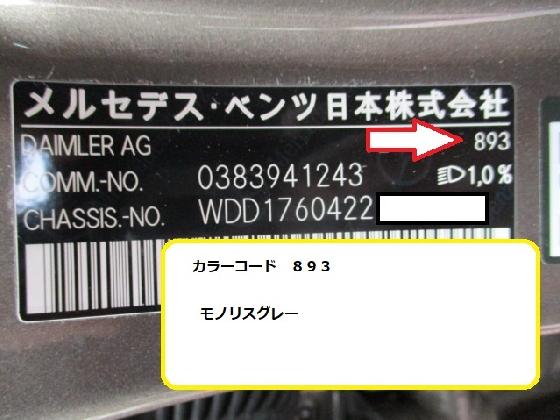 メルセデス・ベンツ日本株式会社
DAIMLER AG 893
COMM.-NO. 0383941243 1,0%
CHASSIS.-NO. WDD1760422
カラーコード ８９３
モノリスグレー